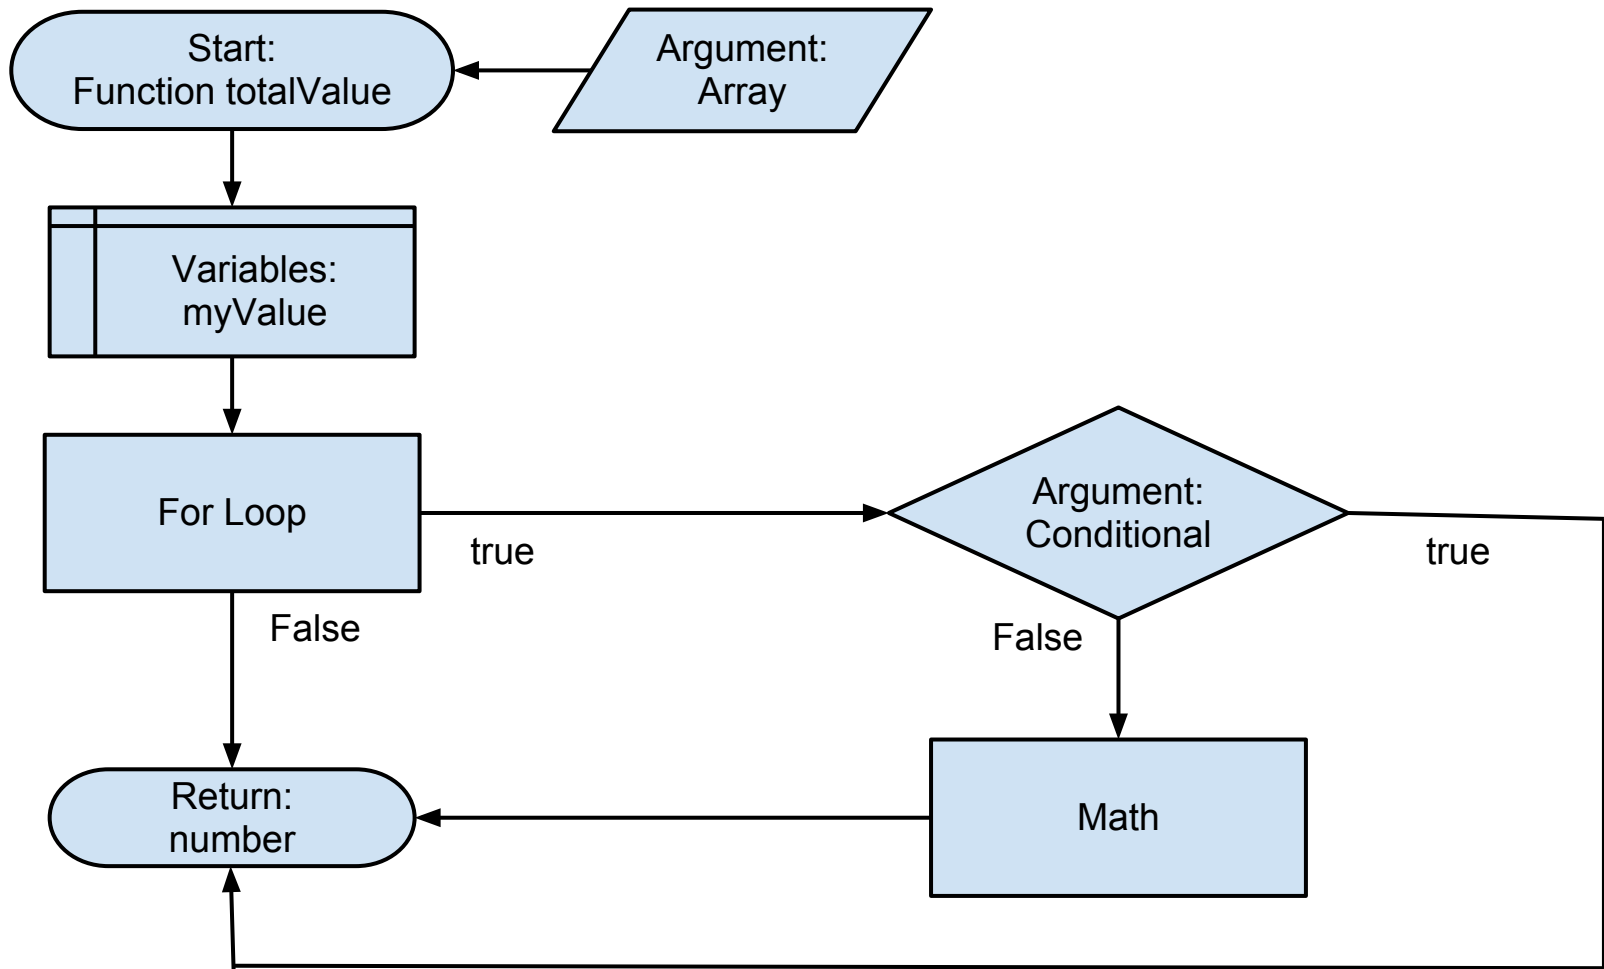 Start:
Function totalValue
Argument:
Array
Variables:
myValue
For Loop
true
False
Argument:
Conditional
true
False
Math
Return:
number